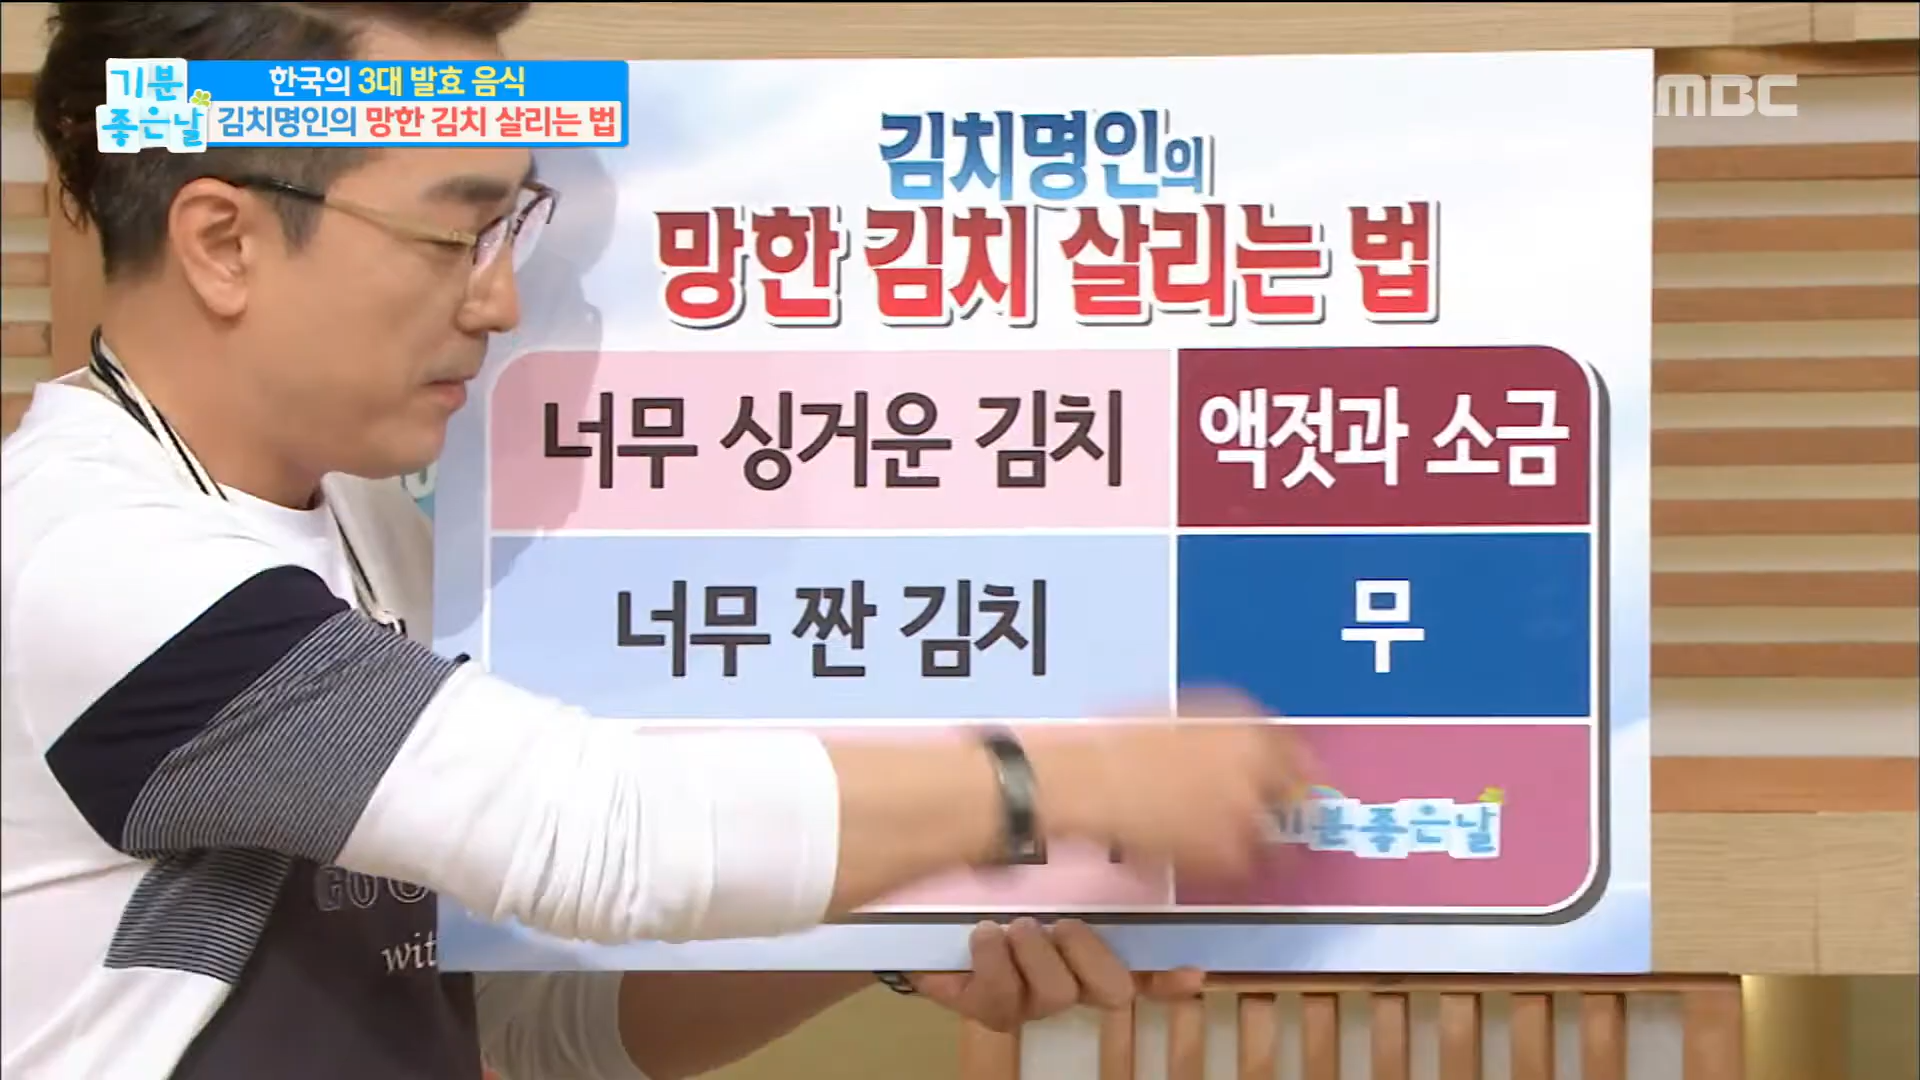 기분
좋은날
한국의 3대 발효 음식
김치명인의 망한 김치 살리는 법
MBC
김치명인의
망한 김치 살리는 법
너무 싱거운 김치
액젓과 소금
너무 짠 김치
무
기분좋은날
GO
wit